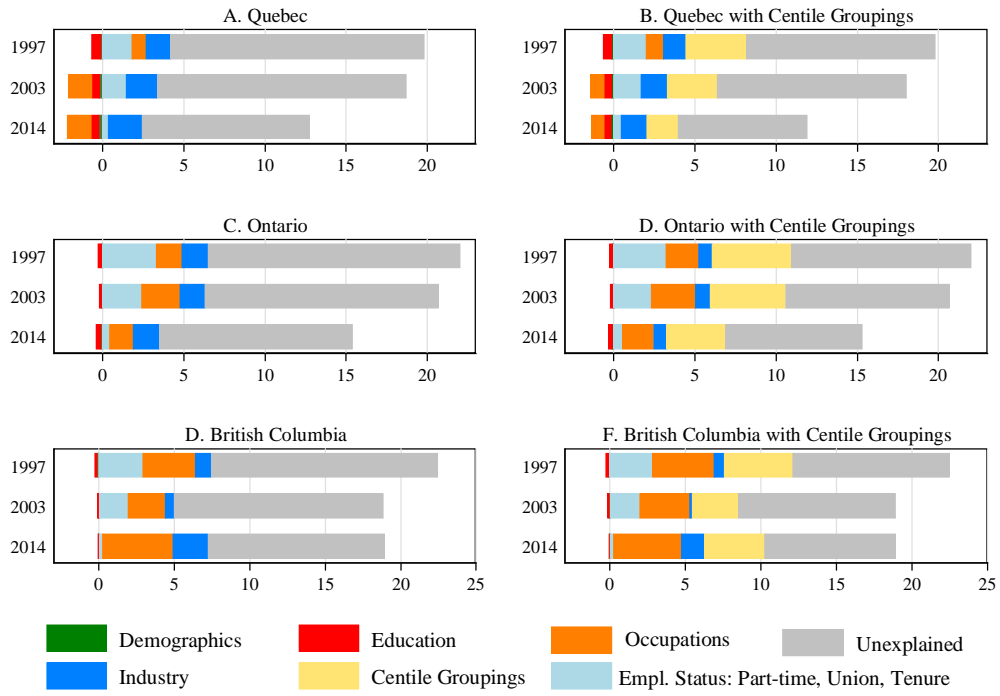 A. Quebec
1997
2003
2014
0 5 10 15 20
B. Quebec with Centile Groupings
1997
2003
2014
0 5 10 15 20
C. Ontario
1997
2003
2014
0 5 10 15 20
D. Ontario with Centile Groupings
1997
2003
2014
0 5 10 15 20
D. British Columbia
1997
2003
2014
0 5 10 15 20 25
F. British Columbia with Centile Groupings
1997
2003
2014
0 5 10 15 20 25
Demographics Education Occupations Unexplained
Industry Centile Groupings Empl. Status: Part-time, Union, Tenure